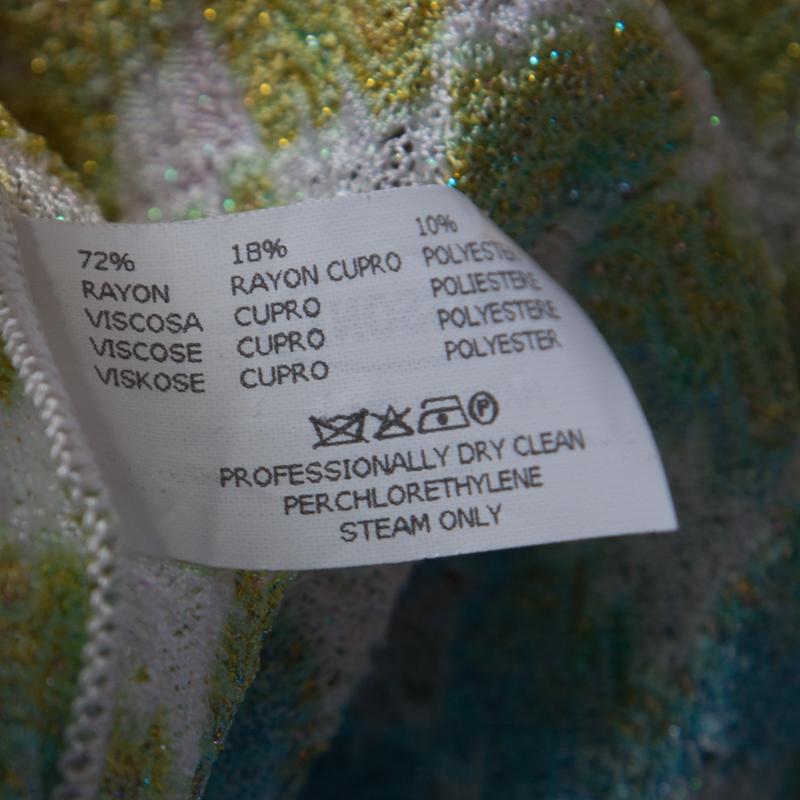 72% 18% 10%
RAYON RAYON CUPRO POLYESTER
VISCOSA CUPRO POLIESTERE
VISCOSE CUPRO POLYESTERE
VISKOSE CUPRO POLYESTER
P
PROFESSIONALLY DRY CLEAN
PERCHLORETHYLENE
STEAM ONLY